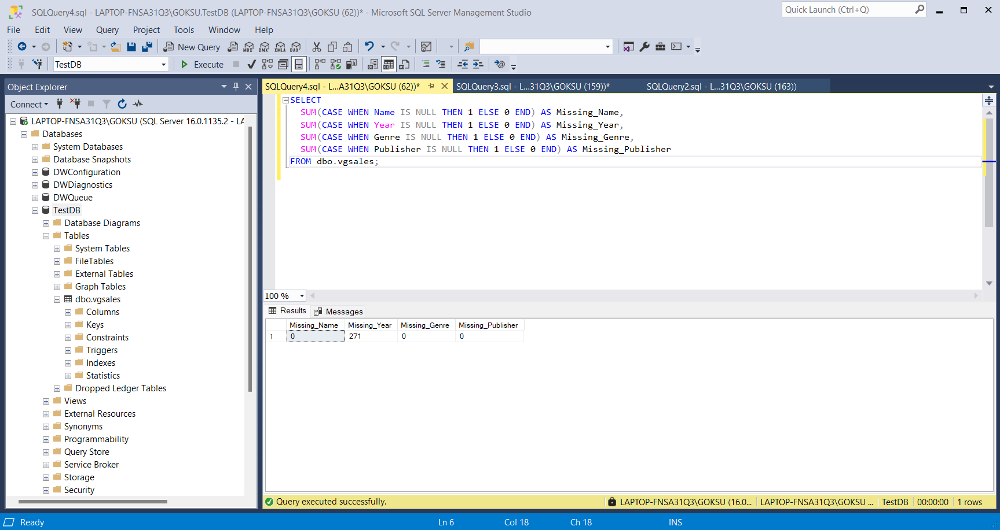 SQLQuery4.sql - LAPTOP-FNSA31Q3\GOKSU.TestDB (LAPTOP-FNSA31Q3\GOKSU (62))* - Microsoft SQL Server Management Studio
Quick Launch (Ctrl+Q)
File Edit View Query Project Tools Window Help
New Query MDX DMX XMLA DAX
TestDB Execute
Object Explorer
Connect
LAPTOP-FNSA31Q3\GOKSU (SQL Server 16.0.1135.2 - LA
Databases
System Databases
Database Snapshots
DWConfiguration
DWDiagnostics
DWQueue
TestDB
Database Diagrams
Tables
System Tables
FileTables
External Tables
Graph Tables
dbo.vgsales
Columns
Keys
Constraints
Triggers
Indexes
Statistics
Dropped Ledger Tables
Views
External Resources
Synonyms
Programmability
Query Store
Service Broker
Storage
Security
SQLQuery4.sql - L...A31Q3\GOKSU (62))* SQLQuery3.sql - L...31Q3\GOKSU (159))* SQLQuery2.sql - L...31Q3\GOKSU (163))
SELECT
SUM(CASE WHEN Name IS NULL THEN 1 ELSE 0 END) AS Missing_Name,
SUM(CASE WHEN Year IS NULL THEN 1 ELSE 0 END) AS Missing_Year,
SUM(CASE WHEN Genre IS NULL THEN 1 ELSE 0 END) AS Missing_Genre,
SUM(CASE WHEN Publisher IS NULL THEN 1 ELSE 0 END) AS Missing_Publisher
FROM dbo.vgsales;
100 %
Results Messages
Missing_Name Missing_Year Missing_Genre Missing_Publisher
1 0 271 0 0
Query executed successfully. LAPTOP-FNSA31Q3\GOKSU (16.0... LAPTOP-FNSA31Q3\GOKSU ... TestDB 00:00:00 1 rows
Ready Ln 6 Col 18 Ch 18 INS